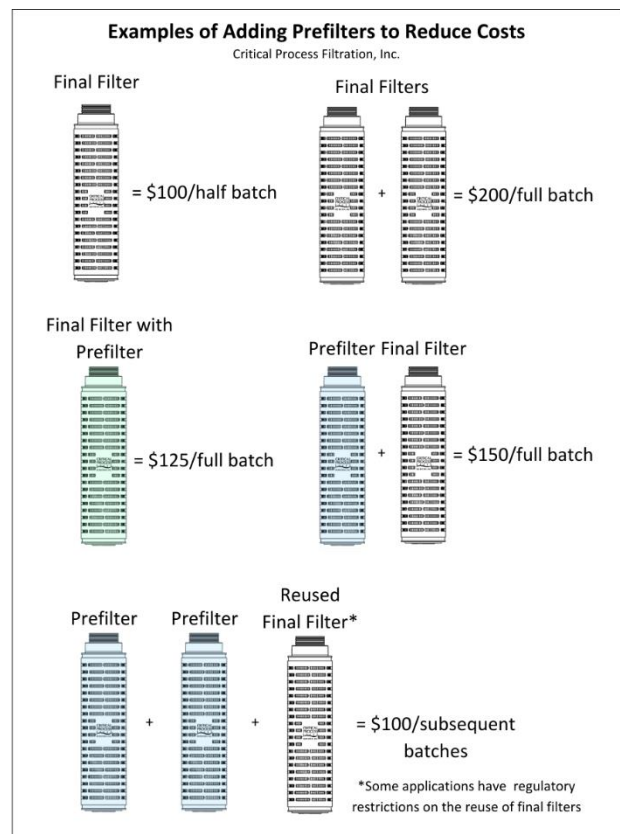 Examples of Adding Prefilters to Reduce Costs
Critical Process Filtration, Inc.
Final Filter
= $100/half batch
Final Filters
+
= $200/full batch
Final Filter with
Prefilter
= $125/full batch
Prefilter Final Filter
+
= $150/full batch
Prefilter
+
Prefilter
+
Reused
Final Filter*
= $100/subsequent
batches
*Some applications have regulatory
restrictions on the reuse of final filters